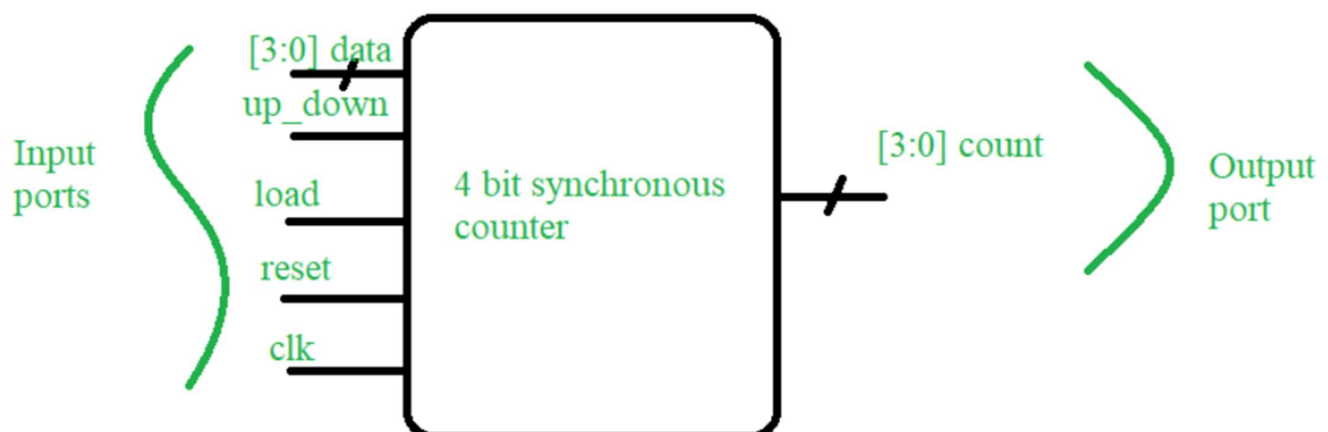 Input
ports
[3:0] data
up_down
load
reset
clk
4 bit synchronous
counter
[3:0] count
Output
port